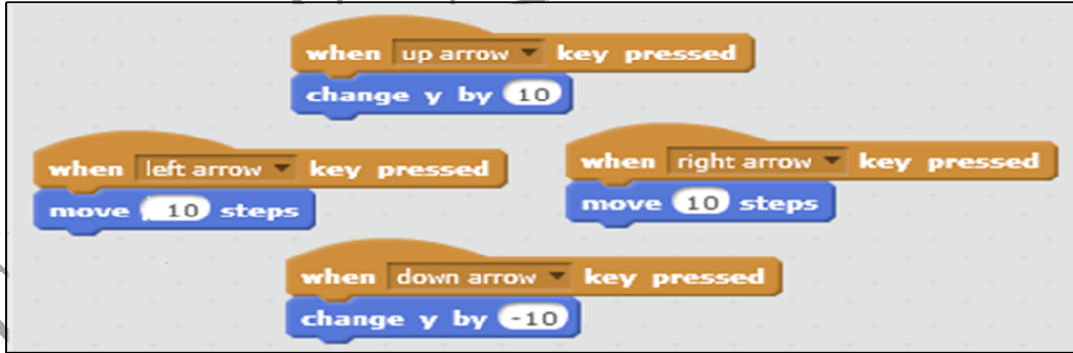 when up arrow key pressed
change y by 10
when left arrow key pressed
move 10 steps
when right arrow key pressed
move 10 steps
when down arrow key pressed
change y by -10